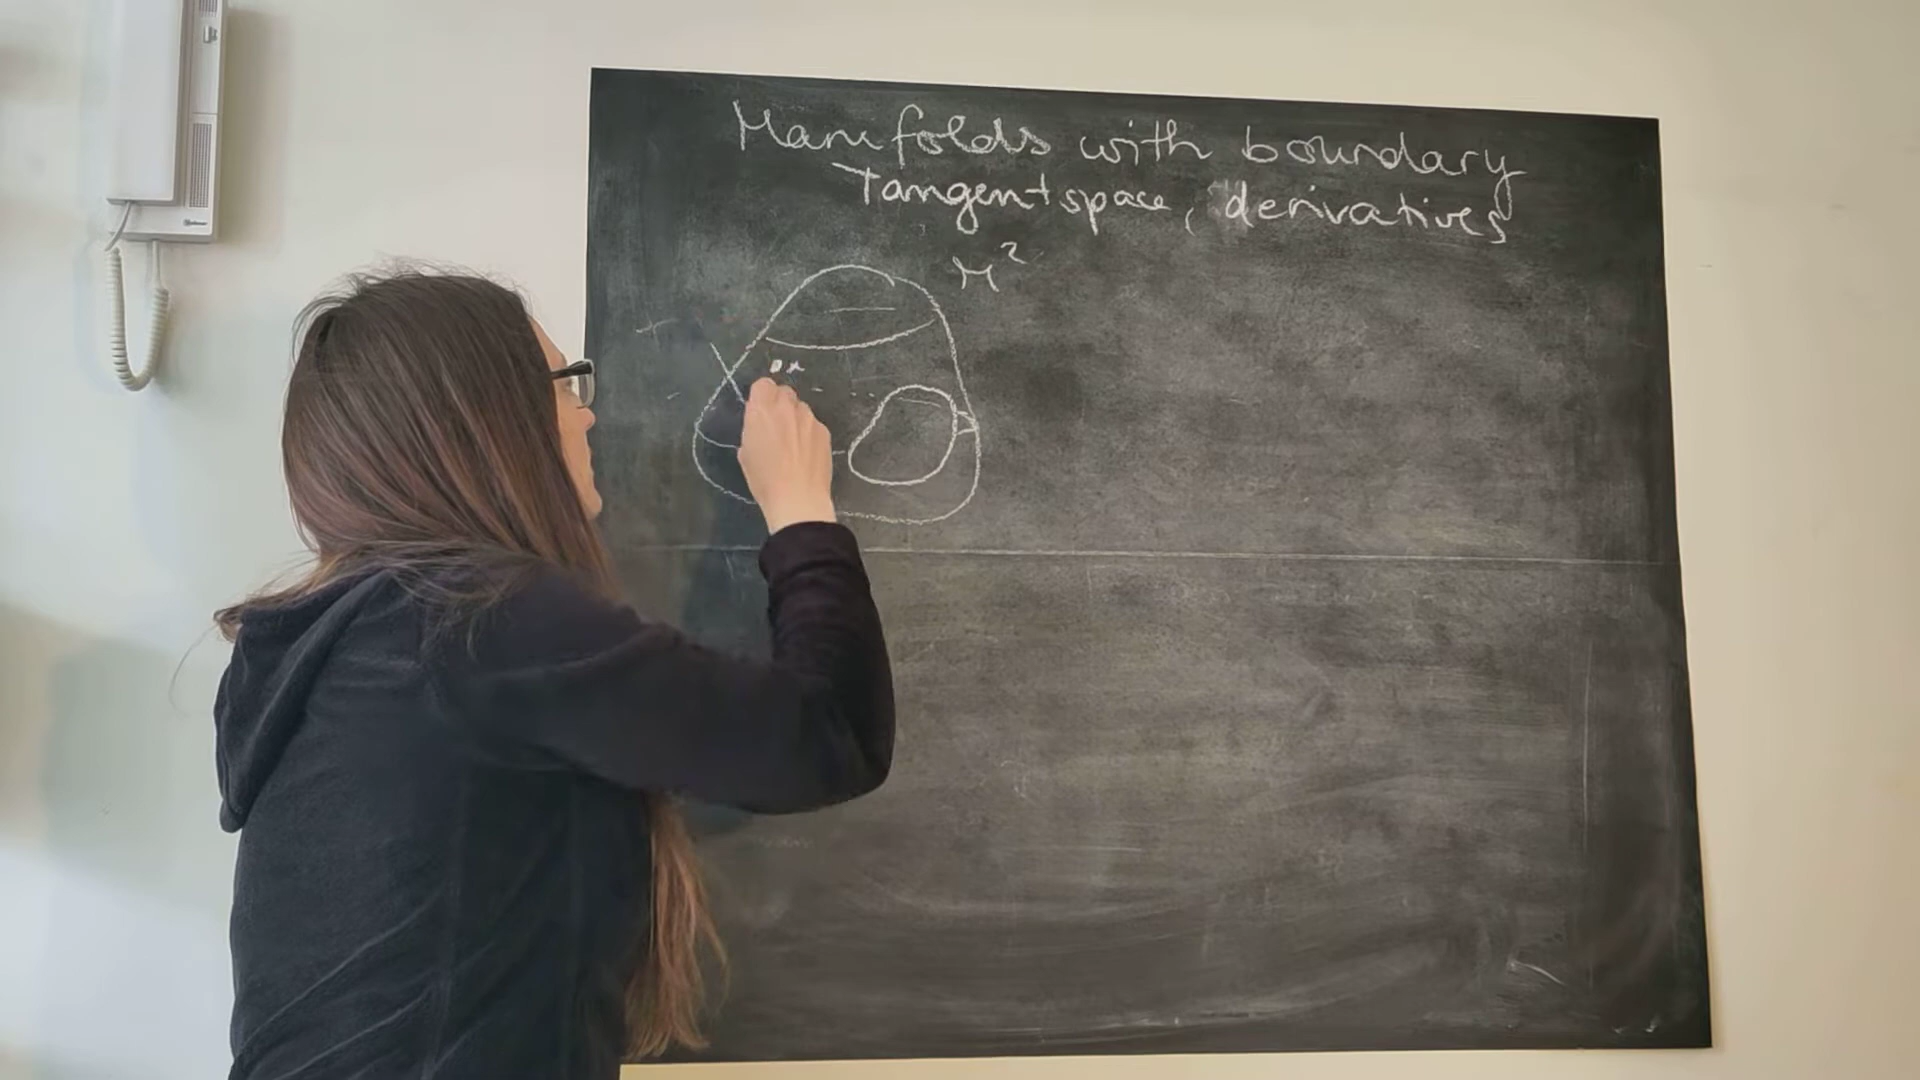 Manifolds with boundary
Tangent space, derivatives
M²
x